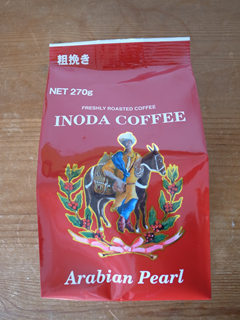 粗挽き
NET 270g
FRESHLY ROASTED COFFEE
INODA COFFEE
Arabian Pearl